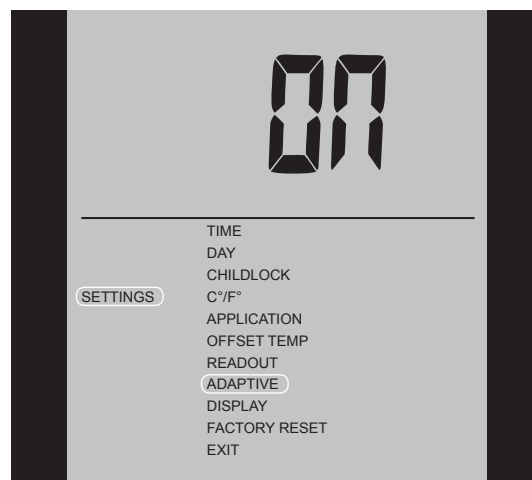 ON
TIME
DAY
CHILDLOCK
SETTINGS C°/F°
APPLICATION
OFFSET TEMP
READOUT
ADAPTIVE
DISPLAY
FACTORY RESET
EXIT